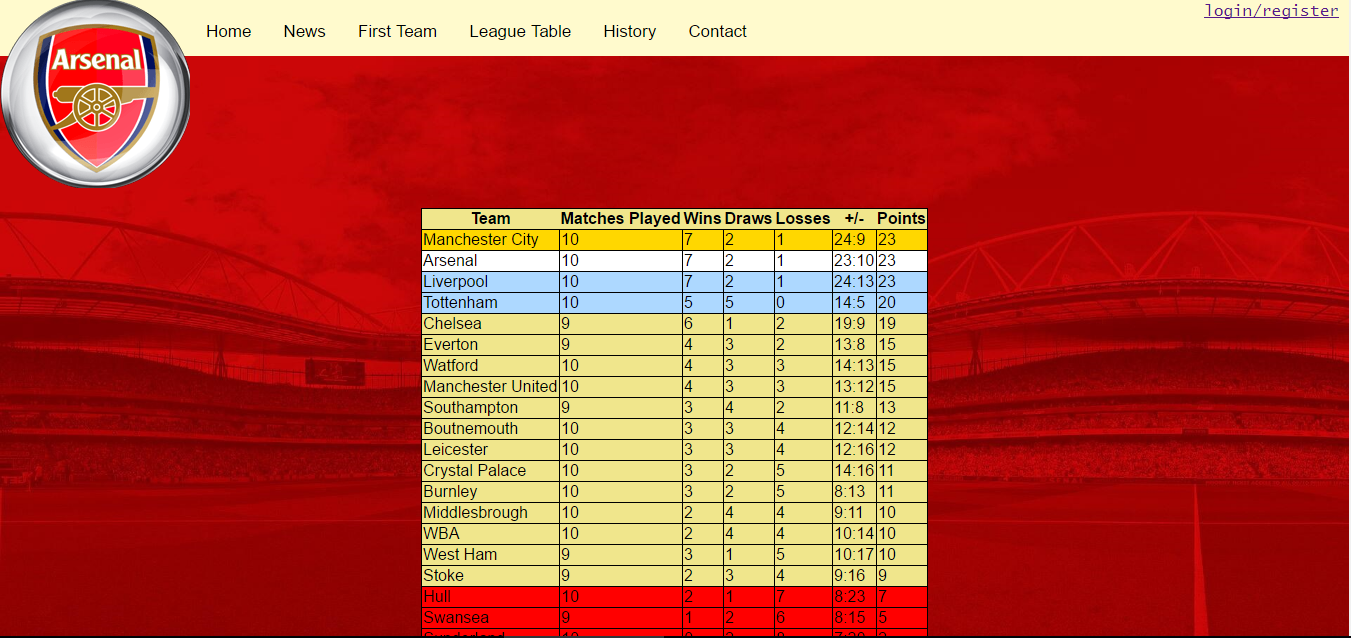 login/register
Home News First Team League Table History Contact
Arsenal
Team Matches Played Wins Draws Losses +/- Points
Manchester City 10 7 2 1 24:9 23
Arsenal 10 7 2 1 23:10 23
Liverpool 10 7 2 1 24:13 23
Tottenham 10 5 5 0 14:5 20
Chelsea 9 6 1 2 19:9 19
Everton 9 4 3 2 13:8 15
Watford 10 4 3 3 14:13 15
Manchester United 10 4 3 3 13:12 15
Southampton 9 3 4 2 11:8 13
Boutnemouth 10 3 3 4 12:14 12
Leicester 10 3 3 4 12:16 12
Crystal Palace 10 3 2 5 14:16 11
Burnley 10 3 2 5 8:13 11
Middlesbrough 10 2 4 4 9:11 10
WBA 10 2 4 4 10:14 10
West Ham 9 3 1 5 10:17 10
Stoke 9 2 3 4 9:16 9
Hull 10 2 1 7 8:23 7
Swansea 9 1 2 6 8:15 5